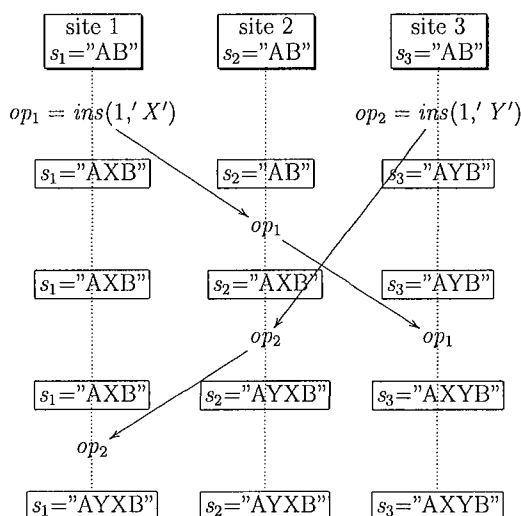 site 1 site 2 site 3
s₁="AB" s₂="AB" s₃="AB"
op₁ = ins(1,' X') op₂ = ins(1,' Y')
s₁="AXB" s₂="AB" s₃="AYB"
op₁
s₁="AXB" s₂="AXB" s₃="AYB"
op₂ op₁
s₁="AXB" s₂="AYXB" s₃="AXYB"
op₂
s₁="AYXB" s₂="AYXB" s₃="AXYB"